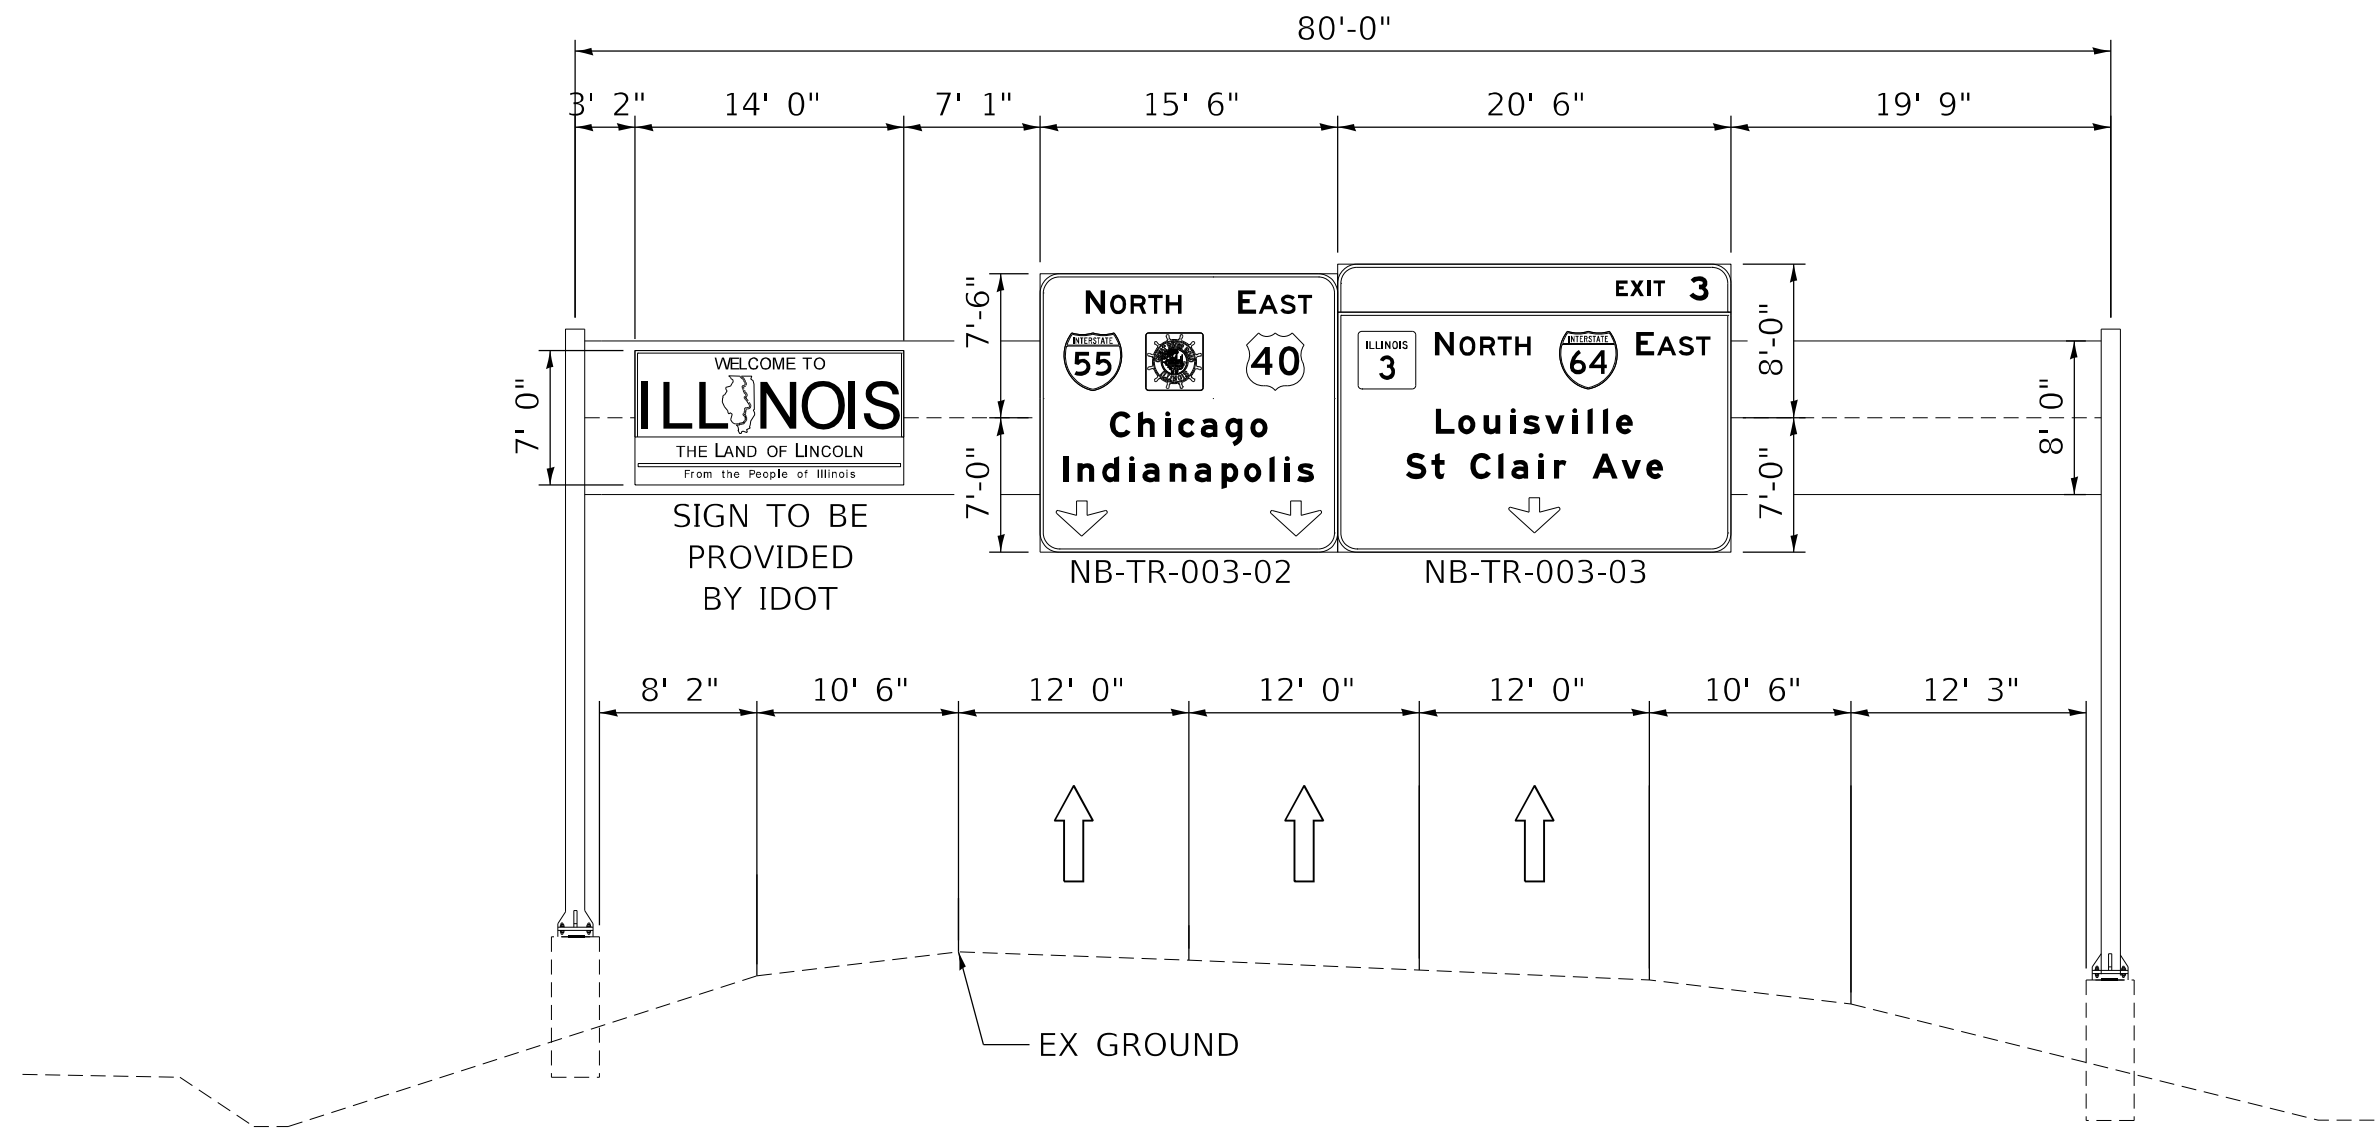 80'-0"
3' 2" 14' 0" 7' 1" 15' 6" 20' 6" 19' 9"
7' 0"
WELCOME TO
ILLINOIS
THE LAND OF LINCOLN
From the People of Illinois
SIGN TO BE
PROVIDED
BY IDOT
7'-6"
7'-0"
NORTH EAST
INTERSTATE
55
40
Chicago
Indianapolis
NB-TR-003-02
EXIT 3
ILLINOIS
3
NORTH
INTERSTATE
64
EAST
Louisville
St Clair Ave
NB-TR-003-03
8'-0"
7'-0"
8' 0"
8' 2" 10' 6" 12' 0" 12' 0" 12' 0" 10' 6" 12' 3"
EX GROUND